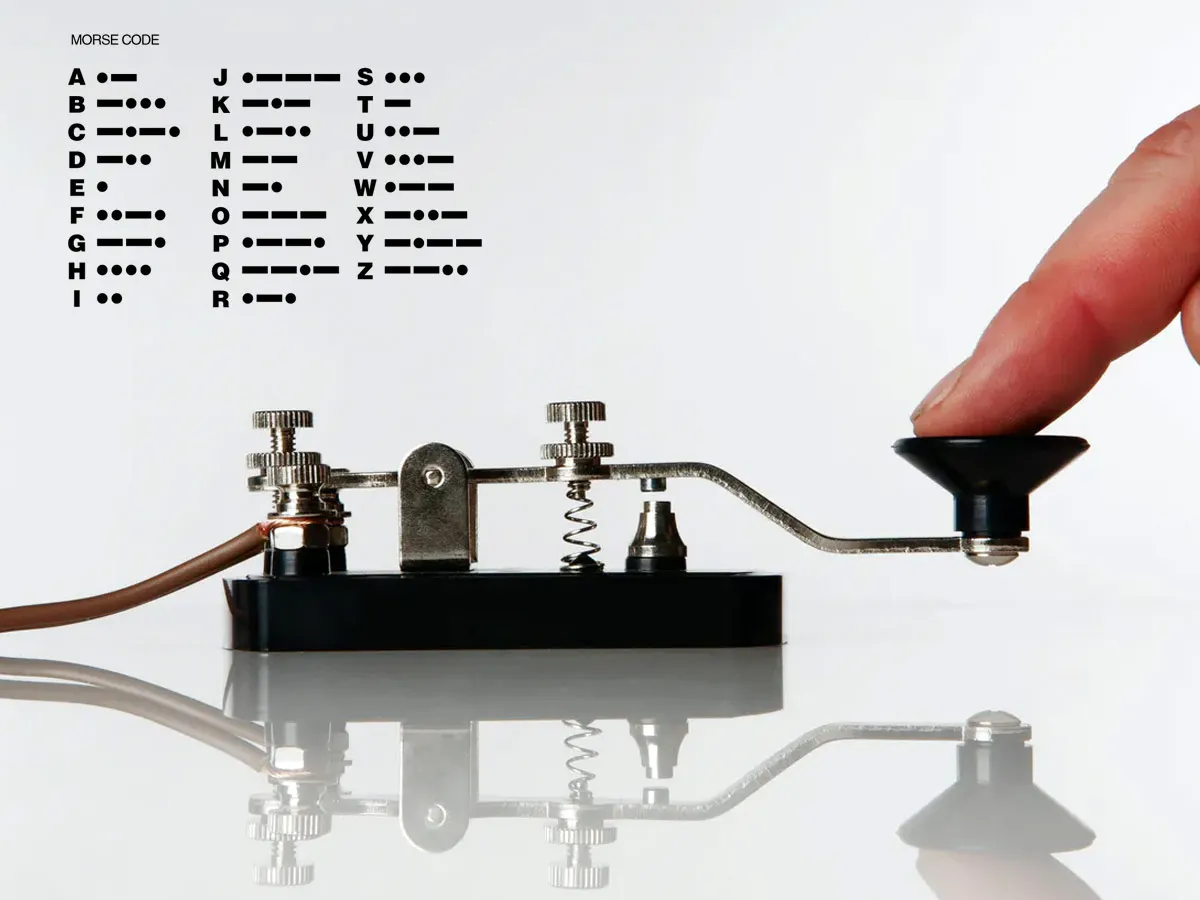 MORSE CODE
A ●—
B —●●●
C —●—●
D —●●
E ●
F ●●—●
G ——●
H ●●●●
I ●●
J ●———
K —●—
L ●—●●
M ——
N —●
O ———
P ●——●
Q ——●—
R ●—●
S ●●●
T —
U ●●—
V ●●●—
W ●——
X —●●—
Y —●——
Z ——●●